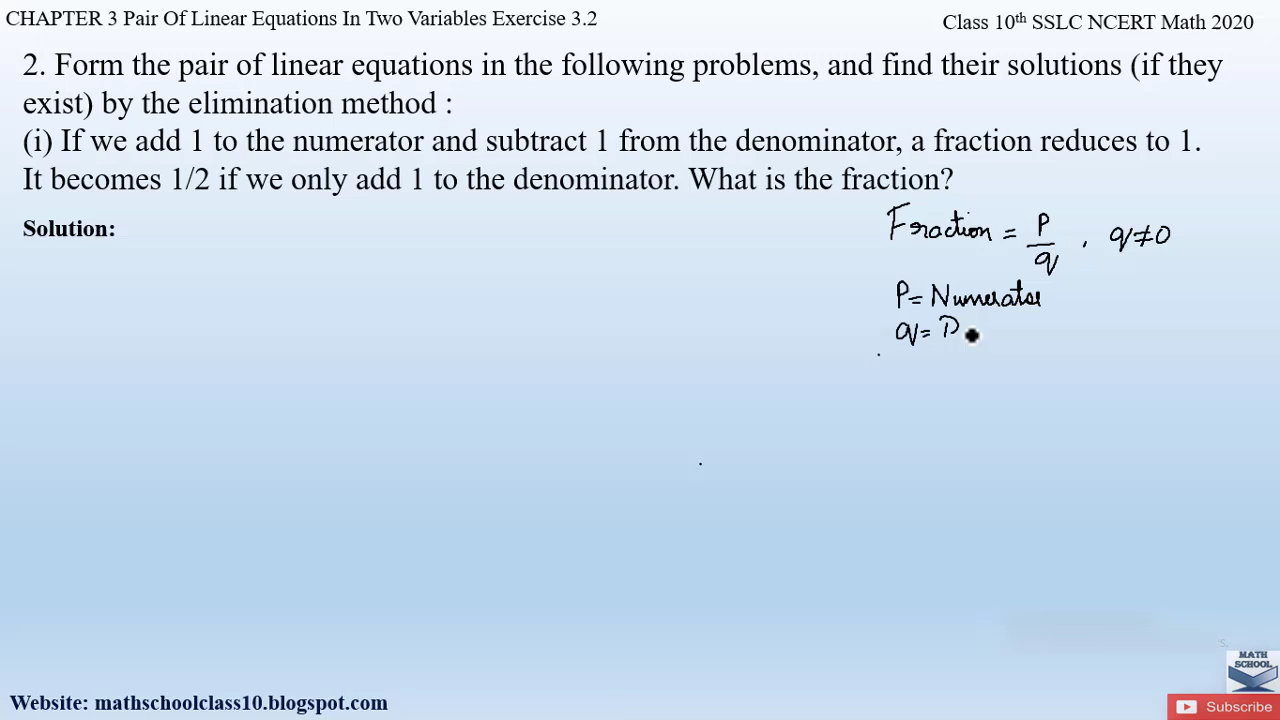 CHAPTER 3 Pair Of Linear Equations In Two Variables Exercise 3.2
Class 10th SSLC NCERT Math 2020
2. Form the pair of linear equations in the following problems, and find their solutions (if they
exist) by the elimination method :
(i) If we add 1 to the numerator and subtract 1 from the denominator, a fraction reduces to 1.
It becomes 1/2 if we only add 1 to the denominator. What is the fraction?
Solution:
Fraction = P/q , q≠0
P = Numerator
q = D
MATH
SCHOOL
Website: mathschoolclass10.blogspot.com
Subscribe